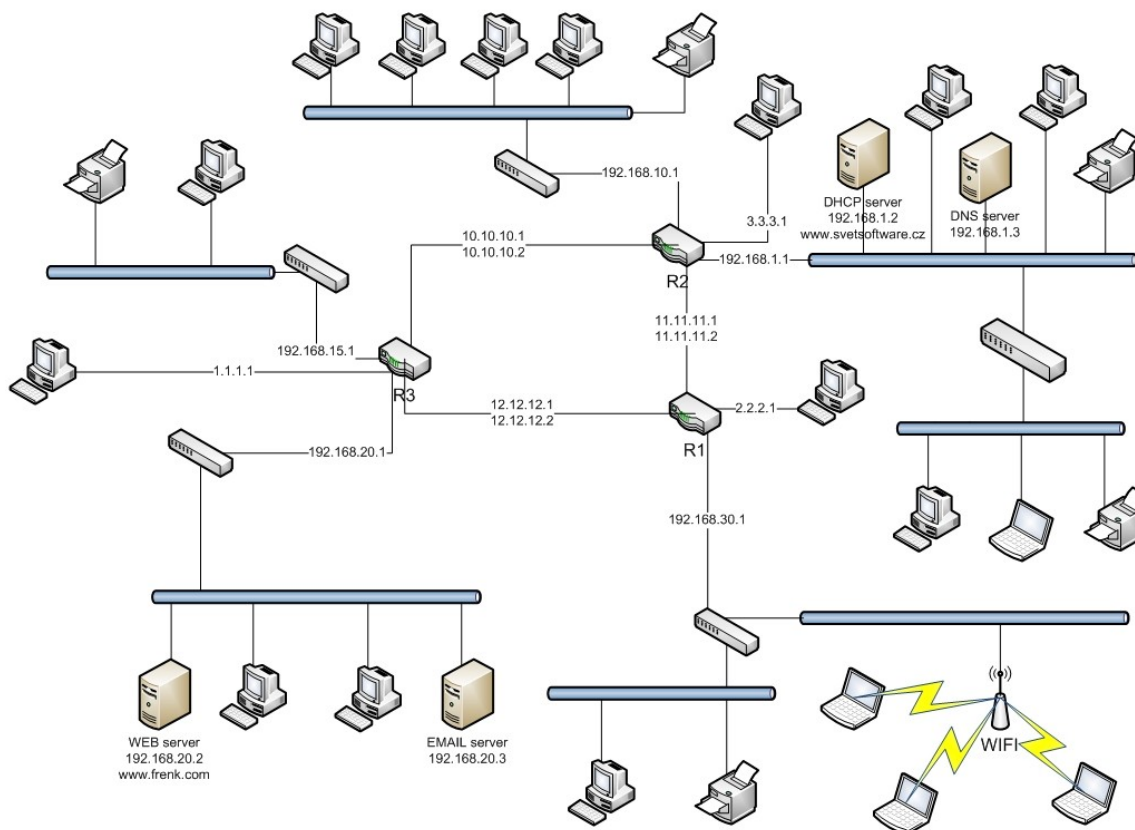 192.168.10.1
3.3.3.1
DHCP server
192.168.1.2
www.svetsoftware.cz
DNS server
192.168.1.3
10.10.10.1
10.10.10.2
192.168.1.1
R2
11.11.11.1
11.11.11.2
192.168.15.1
1.1.1.1
R3
12.12.12.1
12.12.12.2
2.2.2.1
R1
192.168.20.1
192.168.30.1
WEB server
192.168.20.2
www.frenk.com
EMAIL server
192.168.20.3
WIFI